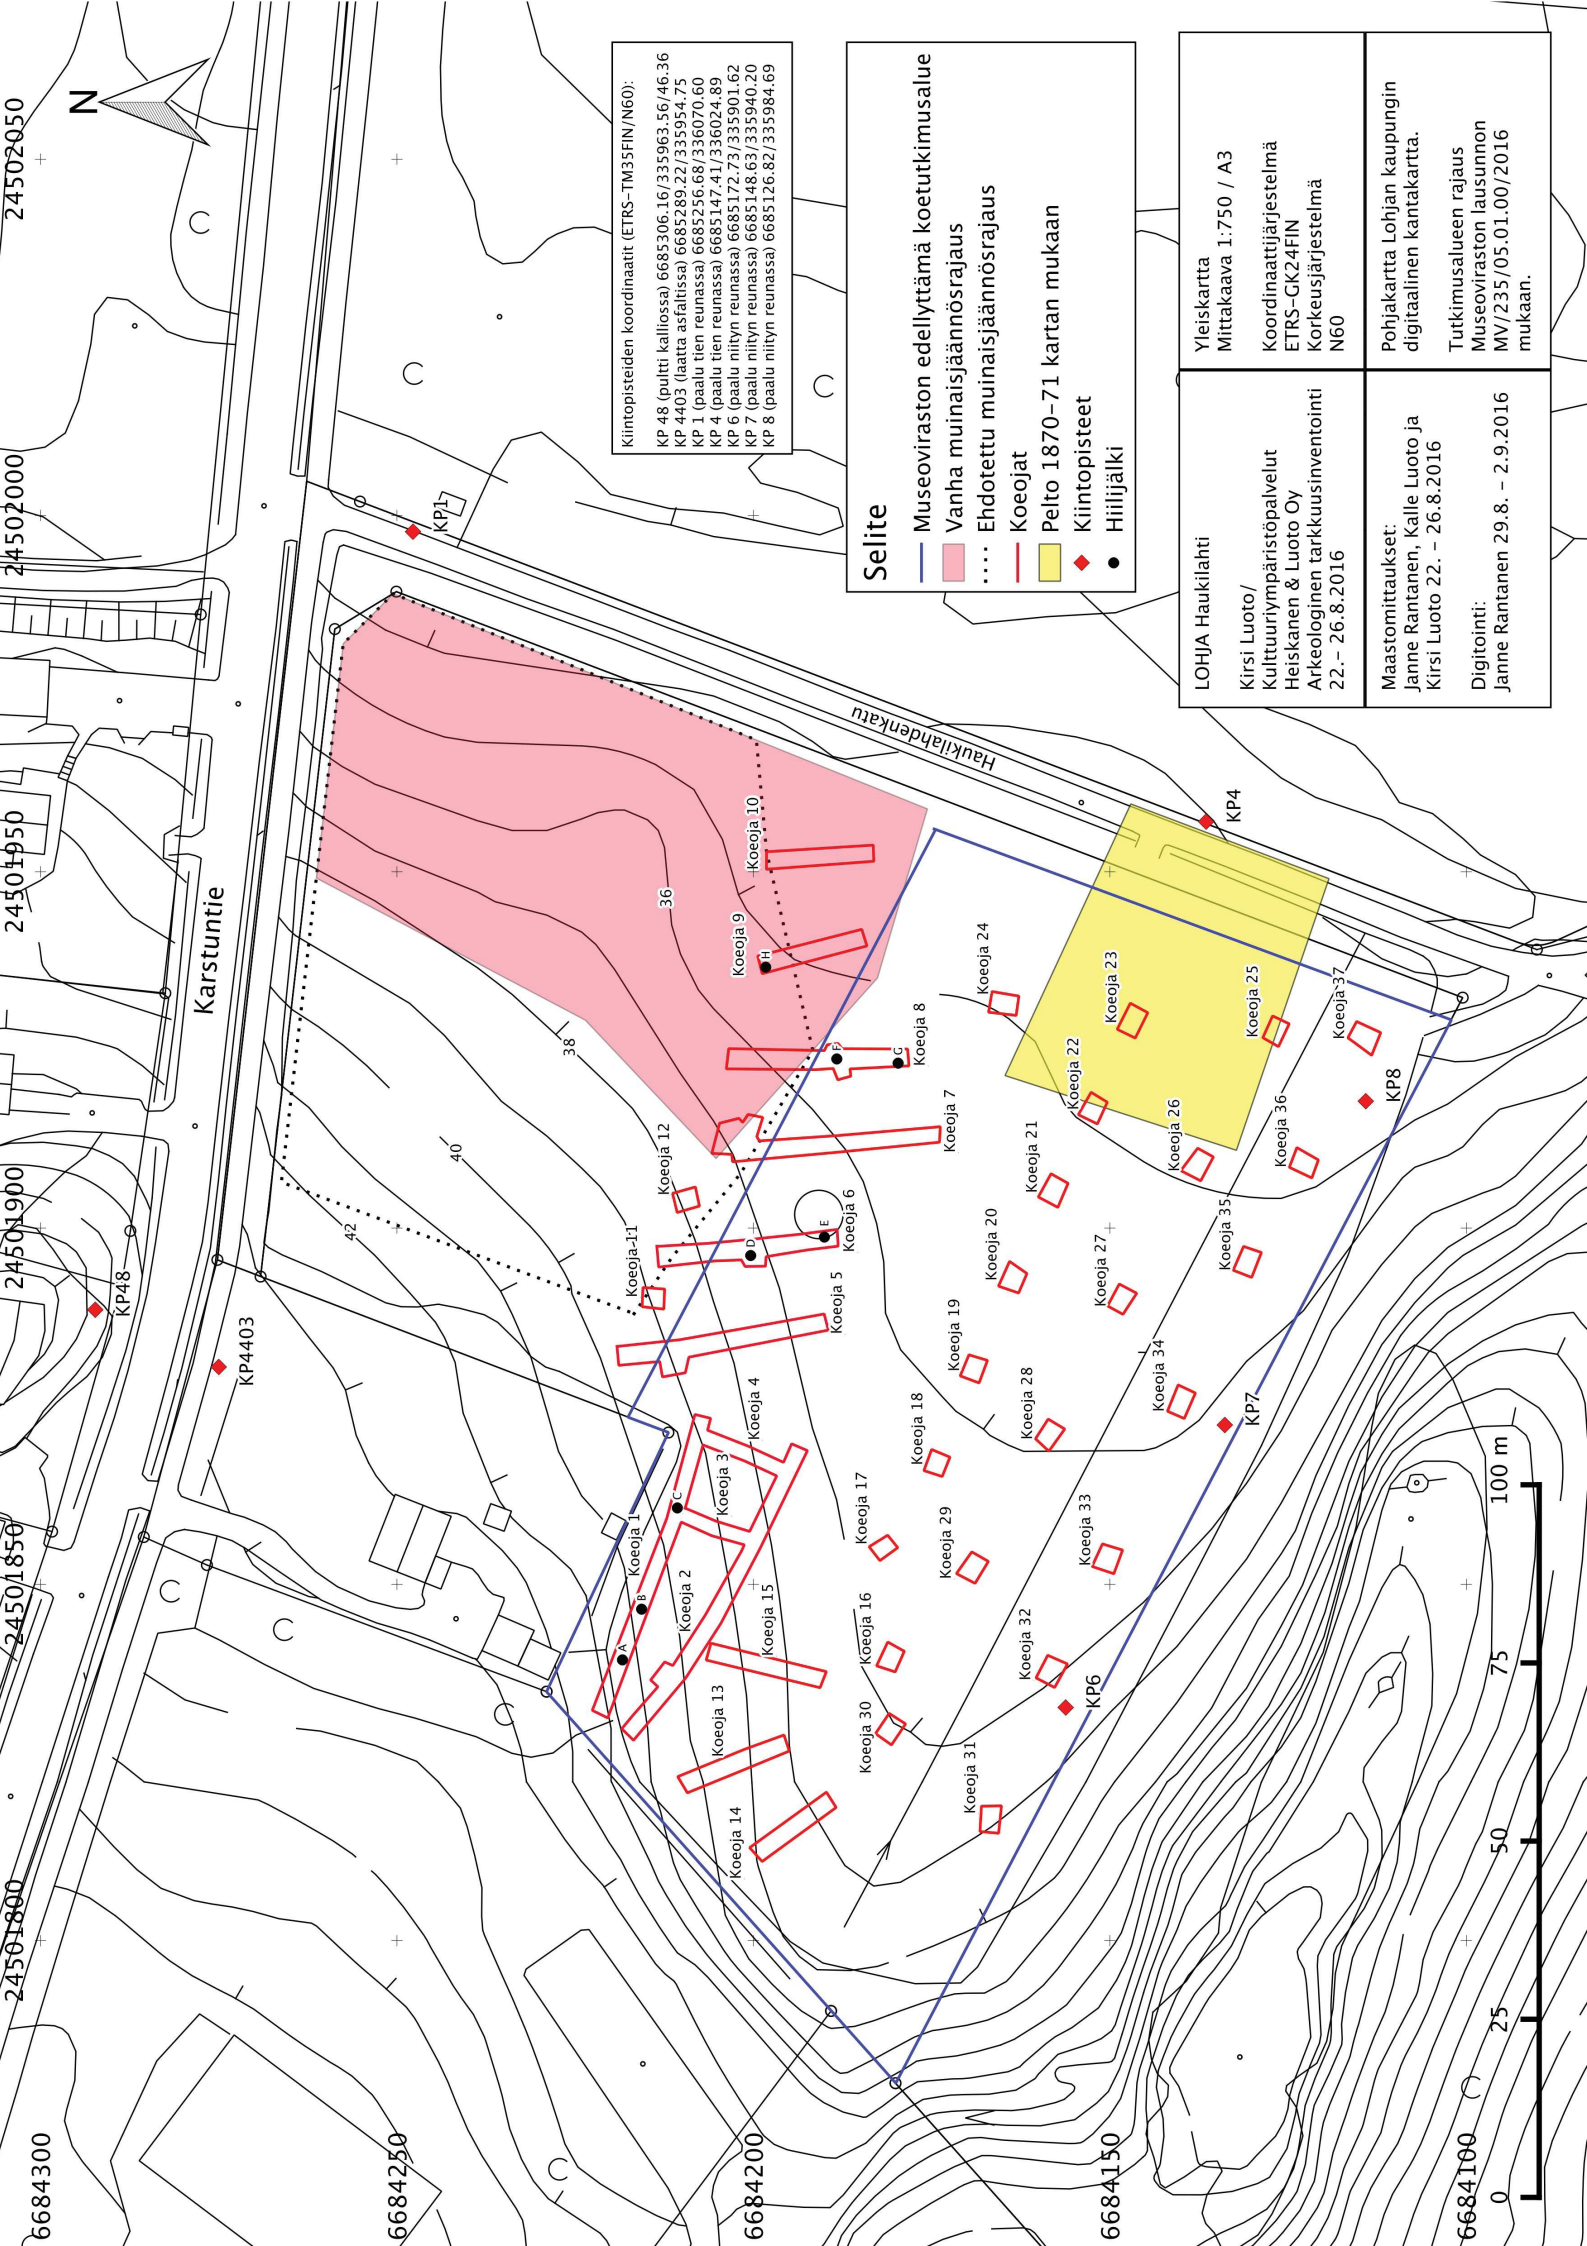 N
24501800
24501850
24501900
24501950
24502000
24502050
6684300
6684250
6684200
6684150
6684100
Karstuntie
Haukilahdenkatu
KP48
KP4403
KP1
KP4
KP6
KP7
KP8
42
40
38
36
Koeoja 1
Koeoja 2
Koeoja 3
Koeoja 4
Koeoja 5
Koeoja 6
Koeoja 7
Koeoja 8
Koeoja 9
Koeoja 10
Koeoja 11
Koeoja 12
Koeoja 13
Koeoja 14
Koeoja 15
Koeoja 16
Koeoja 17
Koeoja 18
Koeoja 19
Koeoja 20
Koeoja 21
Koeoja 22
Koeoja 23
Koeoja 24
Koeoja 25
Koeoja 26
Koeoja 27
Koeoja 28
Koeoja 29
Koeoja 30
Koeoja 31
Koeoja 32
Koeoja 33
Koeoja 34
Koeoja 35
Koeoja 36
Koeoja 37
A
B
C
D
E
F
G
H
0 25 50 75 100 m
Kiintopisteiden koordinaatit (ETRS-TM35FIN/N60):
KP 48 (pultti kalliossa) 6685306.16/335963.56/46.36
KP 4403 (laatta asfaltissa) 6685289.22/335954.75
KP 1 (paalu tien reunassa) 6685256.68/336070.60
KP 4 (paalu tien reunassa) 6685147.41/336024.89
KP 6 (paalu niityn reunassa) 6685172.73/335901.62
KP 7 (paalu niityn reunassa) 6685148.63/335940.20
KP 8 (paalu niityn reunassa) 6685126.82/335984.69
Selite
Museoviraston edellyttämä koetutkimusalue
Vanha muinaisjäännösrajaus
Ehdotettu muinaisjäännösrajaus
Koeojat
Pelto 1870-71 kartan mukaan
Kiintopisteet
Hiilijälki
LOHJA Haukilahti
Kirsi Luoto/
Kulttuuriympäristöpalvelut
Heiskanen & Luoto Oy
Arkeologinen tarkkuusinventointi
22.- 26.8.2016
Yleiskartta
Mittakaava 1:750 / A3
Koordinaattijärjestelmä
ETRS-GK24FIN
Korkeusjärjestelmä
N60
Maastomittaukset:
Janne Rantanen, Kalle Luoto ja
Kirsi Luoto 22. - 26.8.2016
Digitointi:
Janne Rantanen 29.8. - 2.9.2016
Pohjakartta Lohjan kaupungin
digitaalinen kantakartta.
Tutkimusalueen rajaus
Museoviraston lausunnon
MV/235/05.01.00/2016
mukaan.